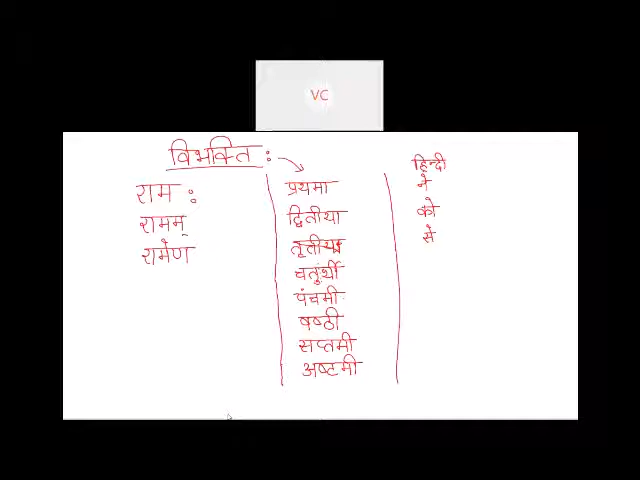 VC
विभक्ति :
राम :
रामम्
रामेण
प्रथमा
द्वितीया
तृतीया
चतुर्थी
पंचमी
षष्ठी
सप्तमी
अष्टमी
हिन्दी
ने
को
से